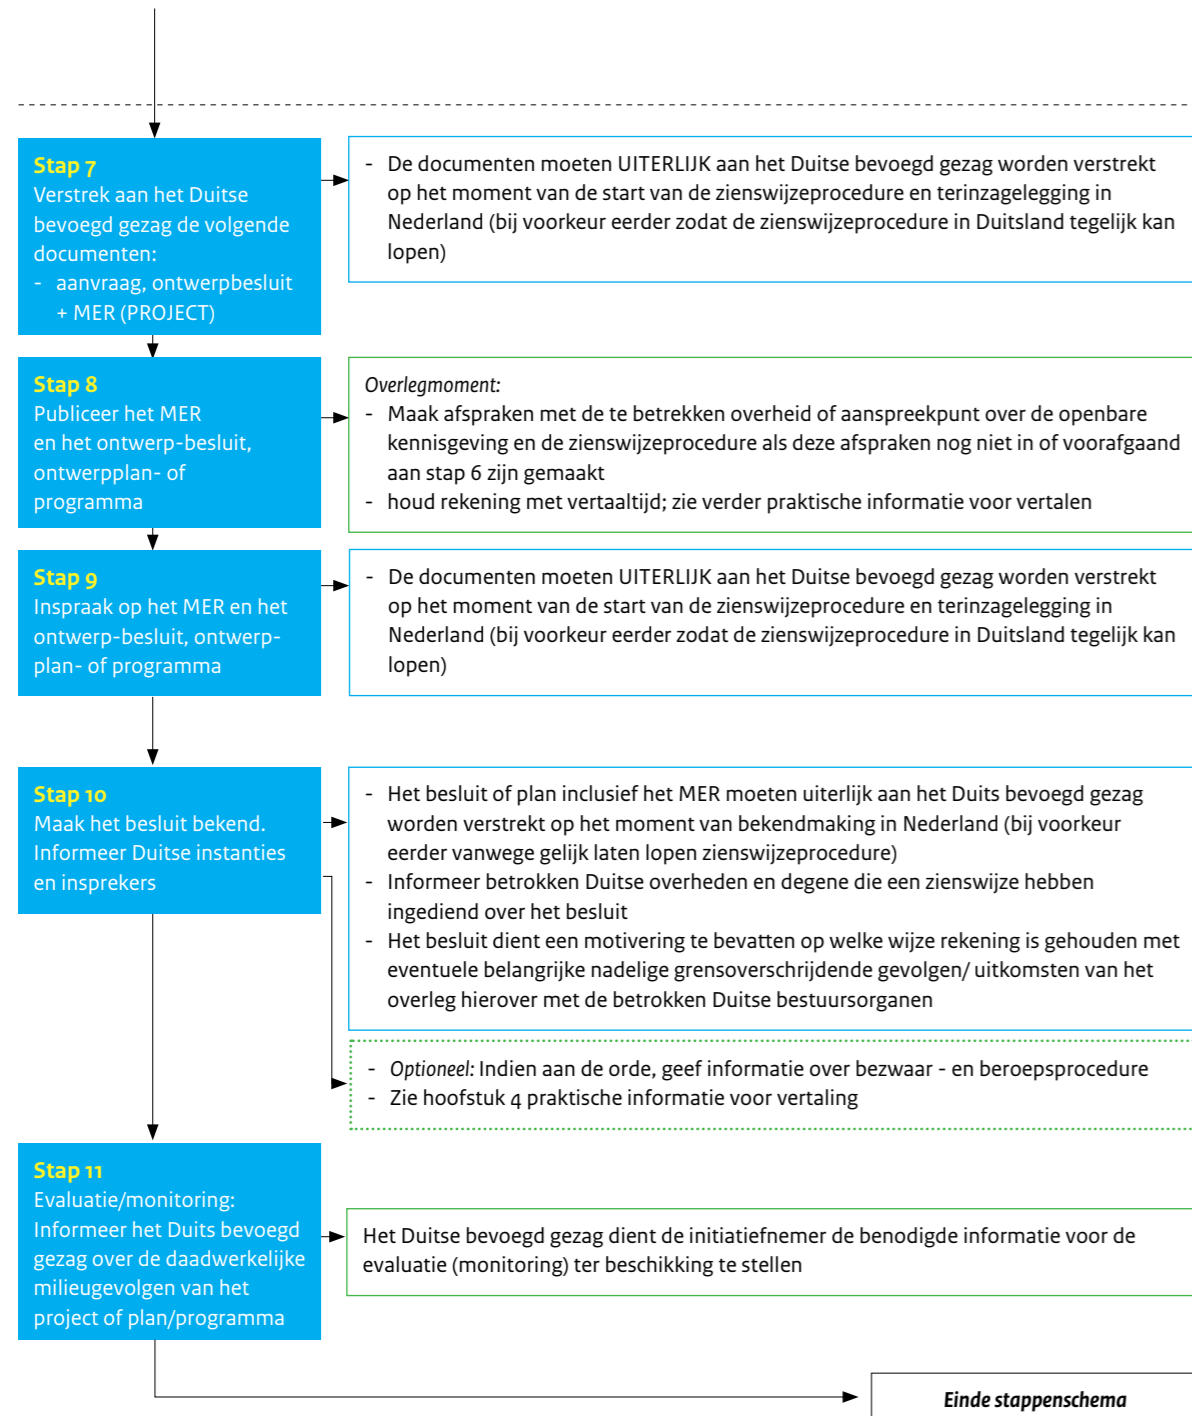 Stap 7
Verstrek aan het Duitse
bevoegd gezag de volgende
documenten:
- aanvraag, ontwerpbesluit
+ MER (PROJECT)
- De documenten moeten UITERLIJK aan het Duitse bevoegd gezag worden verstrekt
op het moment van de start van de zienswijzeprocedure en terinzagelegging in
Nederland (bij voorkeur eerder zodat de zienswijzeprocedure in Duitsland tegelijk kan
lopen)
Stap 8
Publiceer het MER
en het ontwerp-besluit,
ontwerpplan- of
programma
Overlegmoment:
- Maak afspraken met de te betrekken overheid of aanspreekpunt over de openbare
kennisgeving en de zienswijzeprocedure als deze afspraken nog niet in of voorafgaand
aan stap 6 zijn gemaakt
- houd rekening met vertaaltijd; zie verder praktische informatie voor vertalen
Stap 9
Inspraak op het MER en het
ontwerp-besluit, ontwerp-
plan- of programma
- De documenten moeten UITERLIJK aan het Duitse bevoegd gezag worden verstrekt
op het moment van de start van de zienswijzeprocedure en terinzagelegging in
Nederland (bij voorkeur eerder zodat de zienswijzeprocedure in Duitsland tegelijk kan
lopen)
Stap 10
Maak het besluit bekend.
Informeer Duitse instanties
en insprekers
- Het besluit of plan inclusief het MER moeten uiterlijk aan het Duits bevoegd gezag
worden verstrekt op het moment van bekendmaking in Nederland (bij voorkeur
eerder vanwege gelijk laten lopen zienswijzeprocedure)
- Informeer betrokken Duitse overheden en degene die een zienswijze hebben
ingediend over het besluit
- Het besluit dient een motivering te bevatten op welke wijze rekening is gehouden met
eventuele belangrijke nadelige grensoverschrijdende gevolgen/ uitkomsten van het
overleg hierover met de betrokken Duitse bestuursorganen
- Optioneel: Indien aan de orde, geef informatie over bezwaar - en beroepsprocedure
- Zie hoofstuk 4 praktische informatie voor vertaling
Stap 11
Evaluatie/monitoring:
Informeer het Duits bevoegd
gezag over de daadwerkelijke
milieugevolgen van het
project of plan/programma
Het Duitse bevoegd gezag dient de initiatiefnemer de benodigde informatie voor de
evaluatie (monitoring) ter beschikking te stellen
Einde stappenschema